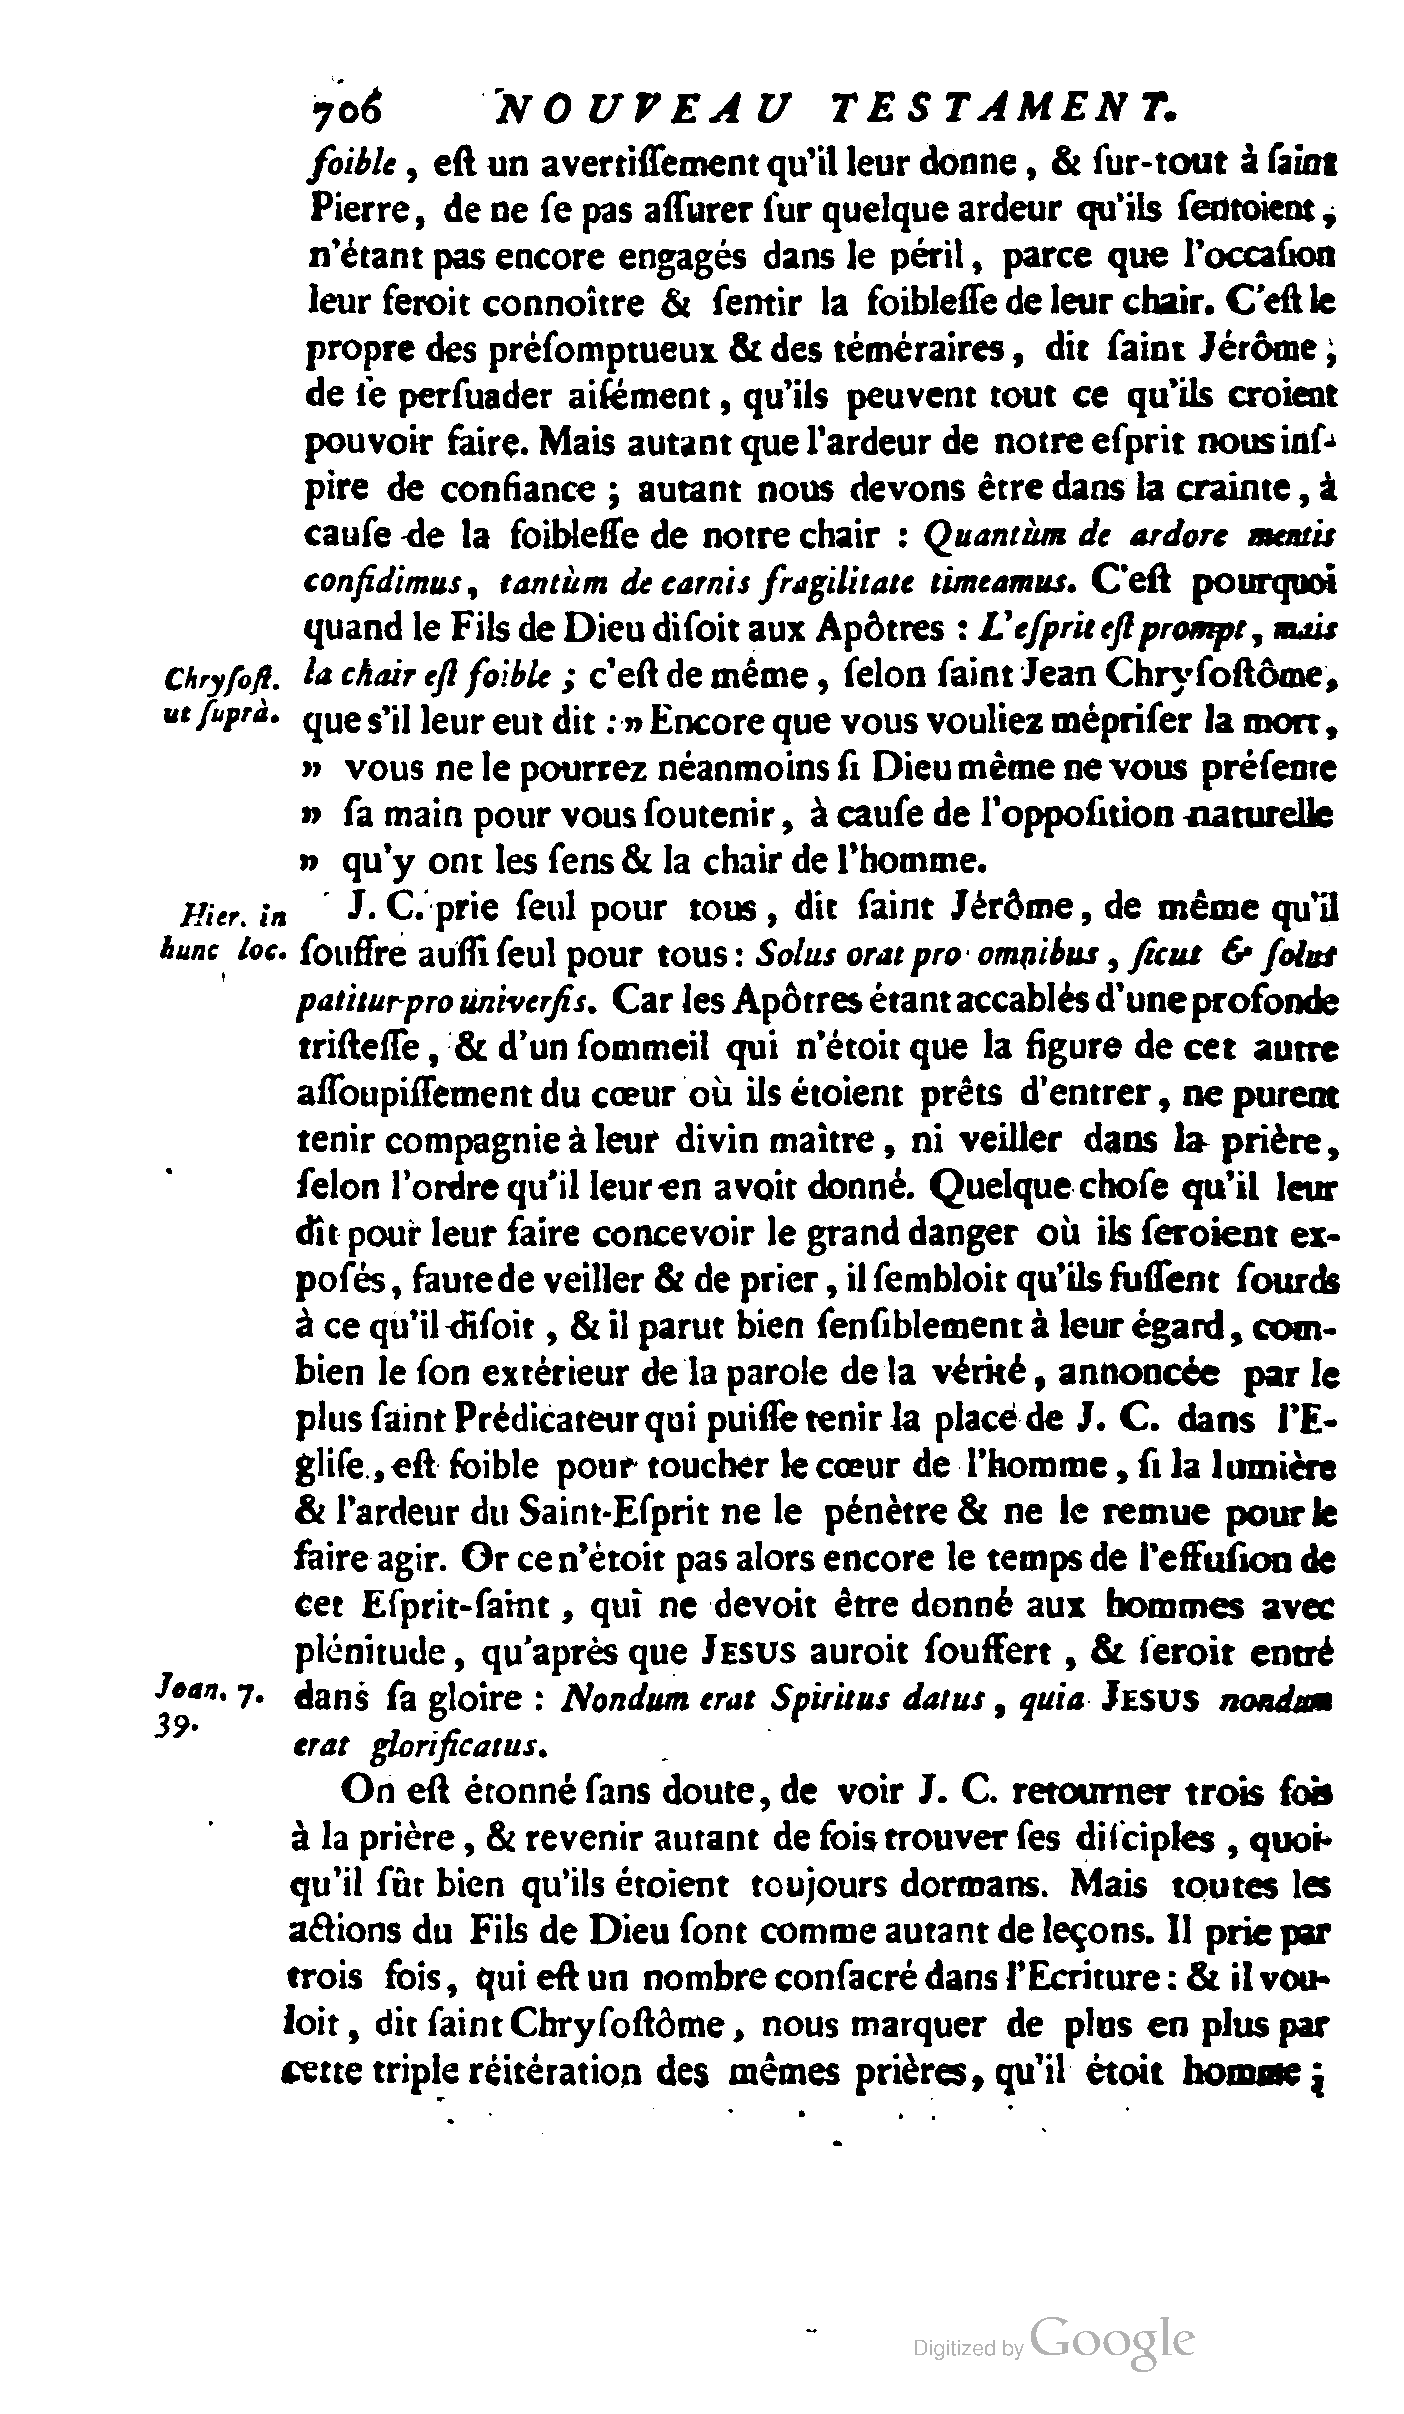 706 NOUVEAU TESTAMENT.
foible, eſt un avertiſſement qu'il leur donne, & ſur-tout à ſaint
Pierre, de ne ſe pas aſſurer ſur quelque ardeur qu'ils ſentoient,
n'étant pas encore engagés dans le péril, parce que l'occaſion
leur feroit connoître & ſentir la foibleſſe de leur chair. C'eſt le
propre des préſomptueux & des téméraires, dit ſaint Jérôme,
de ſe perſuader aiſément, qu'ils peuvent tout ce qu'ils croient
pouvoir faire. Mais autant que l'ardeur de notre eſprit nous inſ-
pire de confiance ; autant nous devons être dans la crainte, à
cauſe de la foibleſſe de notre chair : Quantùm de ardore mentis
confidimus, tantùm de carnis fragilitate timeamus. C'eſt pourquoi
quand le Fils de Dieu diſoit aux Apôtres : L'eſprit eſt prompt, mais
Chryſoſt. la chair eſt foible ; c'eſt de même, ſelon ſaint Jean Chryſoſtôme,
ut ſuprà. que s'il leur eut dit : » Encore que vous vouliez mépriſer la mort,
» vous ne le pourrez néanmoins ſi Dieu même ne vous préſente
» ſa main pour vous ſoutenir, à cauſe de l'oppoſition naturelle
» qu'y ont les ſens & la chair de l'homme.
Hier. in J. C. prie ſeul pour tous, dit ſaint Jérôme, de même qu'il
hunc loc. ſouffre auſſi ſeul pour tous : Solus orat pro omnibus, ſicut & ſolus
patitur pro univerſis. Car les Apôtres étant accablés d'une profonde
triſteſſe, & d'un ſommeil qui n'étoit que la figure de cet autre
aſſoupiſſement du cœur où ils étoient prêts d'entrer, ne purent
tenir compagnie à leur divin maître, ni veiller dans la prière,
ſelon l'ordre qu'il leur en avoit donné. Quelque choſe qu'il leur
dît pour leur faire concevoir le grand danger où ils ſeroient ex-
poſés, faute de veiller & de prier, il ſembloit qu'ils fuſſent ſourds
à ce qu'il diſoit, & il parut bien ſenſiblement à leur égard, com-
bien le ſon extérieur de la parole de la vérité, annoncée par le
plus ſaint Prédicateur qui puiſſe tenir la place de J. C. dans l'E-
gliſe, eſt foible pour toucher le cœur de l'homme, ſi la lumière
& l'ardeur du Saint-Eſprit ne le pénètre & ne le remue pour le
faire agir. Or ce n'étoit pas alors encore le temps de l'effuſion de
cet Eſprit-ſaint, qui ne devoit être donné aux hommes avec
plénitude, qu'après que JESUS auroit ſouffert, & ſeroit entré
Joan. 7. dans ſa gloire : Nondum erat Spiritus datus, quia JESUS nondum
39. erat glorificatus.
On eſt étonné ſans doute, de voir J. C. retourner trois fois
à la prière, & revenir autant de fois trouver ſes diſciples, quoi-
qu'il ſût bien qu'ils étoient toujours dormans. Mais toutes les
actions du Fils de Dieu ſont comme autant de leçons. Il prie par
trois fois, qui eſt un nombre conſacré dans l'Ecriture : & il vou-
loit, dit ſaint Chryſoſtôme, nous marquer de plus en plus par
cette triple réitération des mêmes prières, qu'il étoit homme ;
Digitized by Google